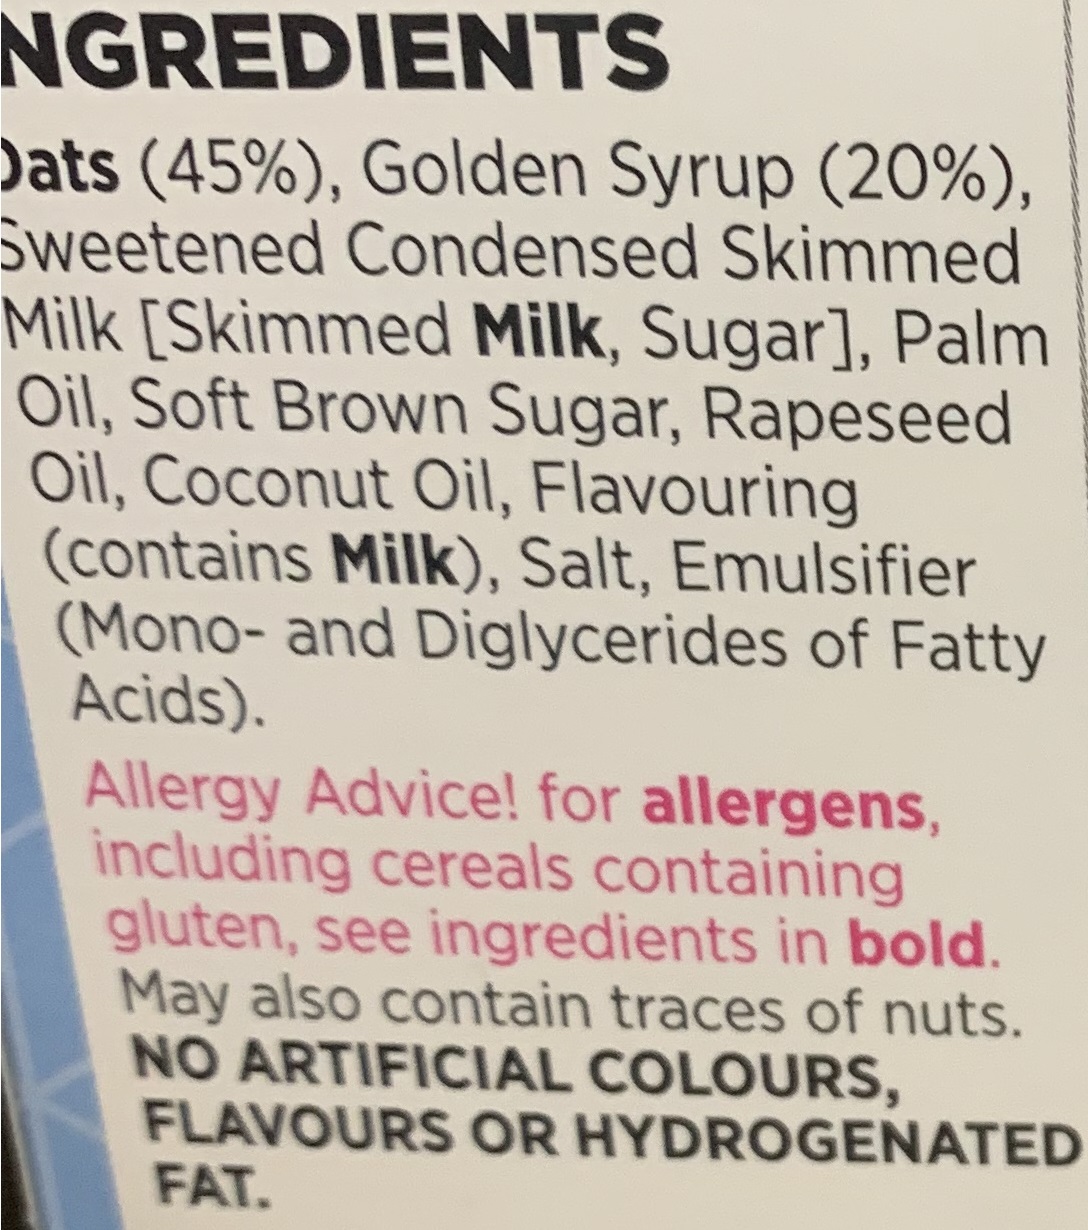 NGREDIENTS
Oats (45%), Golden Syrup (20%),
Sweetened Condensed Skimmed
Milk [Skimmed Milk, Sugar], Palm
Oil, Soft Brown Sugar, Rapeseed
Oil, Coconut Oil, Flavouring
(contains Milk), Salt, Emulsifier
(Mono- and Diglycerides of Fatty
Acids).
Allergy Advice! for allergens,
including cereals containing
gluten, see ingredients in bold.
May also contain traces of nuts.
NO ARTIFICIAL COLOURS,
FLAVOURS OR HYDROGENATED
FAT.